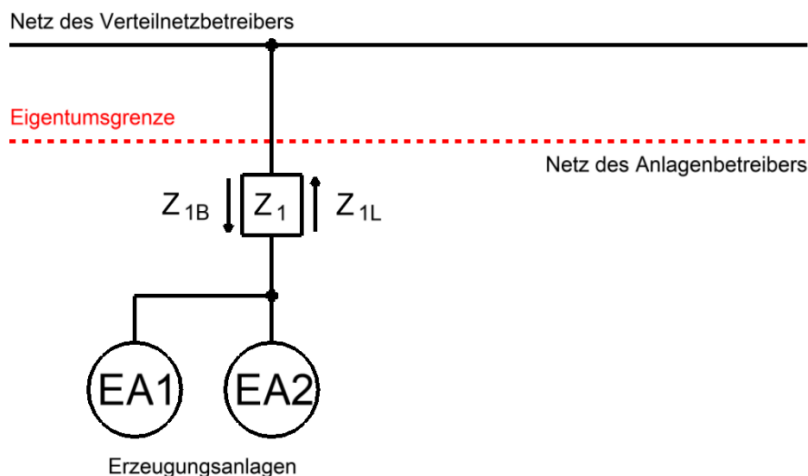 Netz des Verteilnetzbetreibers
Eigentumsgrenze
Netz des Anlagenbetreibers
Z1B Z1 Z1L
EA1 EA2
Erzeugungsanlagen